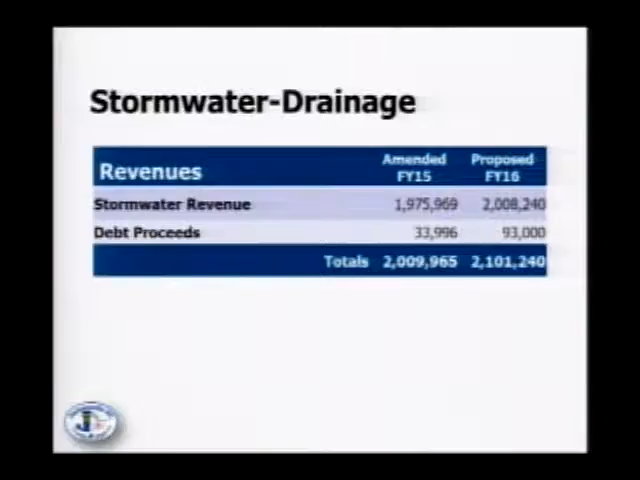 Stormwater-Drainage
Revenues Amended FY15 Proposed FY16
Stormwater Revenue 1,975,969 2,008,240
Debt Proceeds 33,996 93,000
Totals 2,009,965 2,101,240